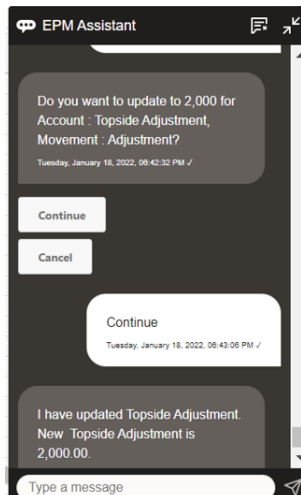 EPM Assistant
Do you want to update to 2,000 for
Account : Topside Adjustment,
Movement : Adjustment?
Tuesday, January 18, 2022, 06:42:32 PM ✓
Continue
Cancel
Continue
Tuesday, January 18, 2022, 06:43:06 PM ✓
I have updated Topside Adjustment.
New Topside Adjustment is
2,000.00.
Type a message